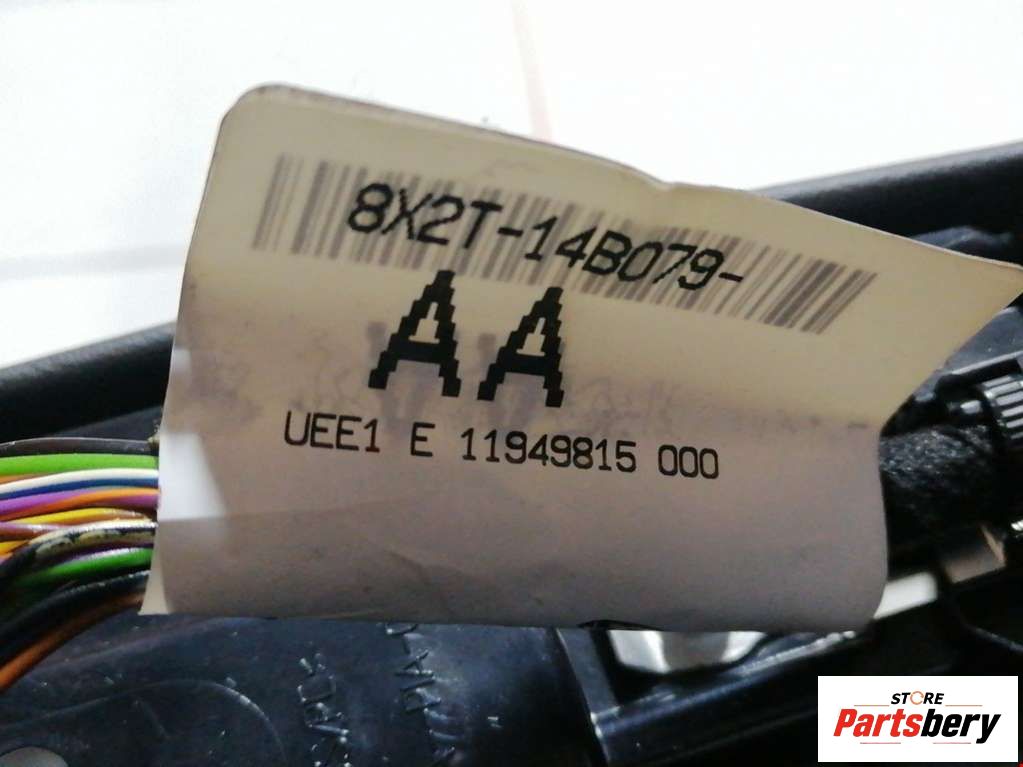 8X2T-14B079-
AA
UEE1 E 11949815 000
STORE
Partsbery